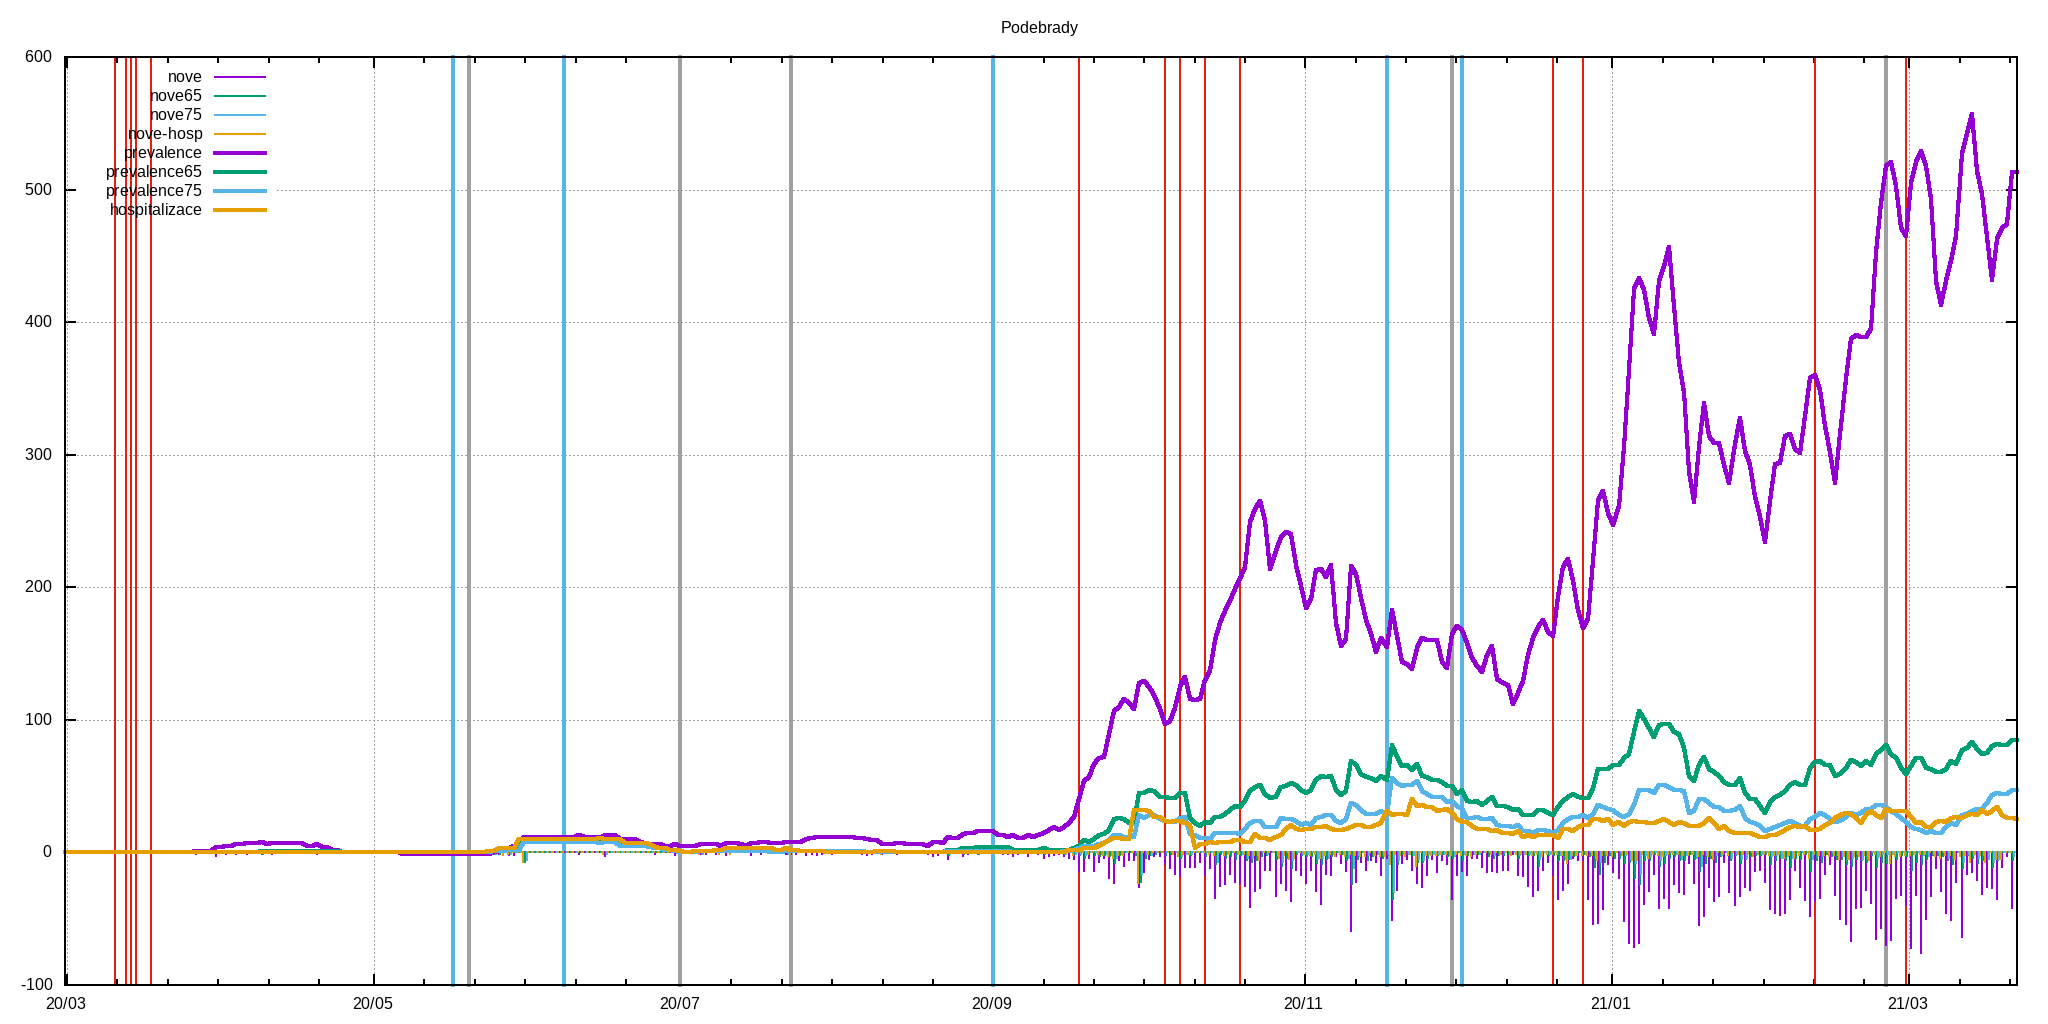 Podebrady
600
500
400
300
200
100
0
-100
nove
nove65
nove75
nove-hosp
prevalence
prevalence65
prevalence75
hospitalizace
20/03 20/05 20/07 20/09 20/11 21/01 21/03